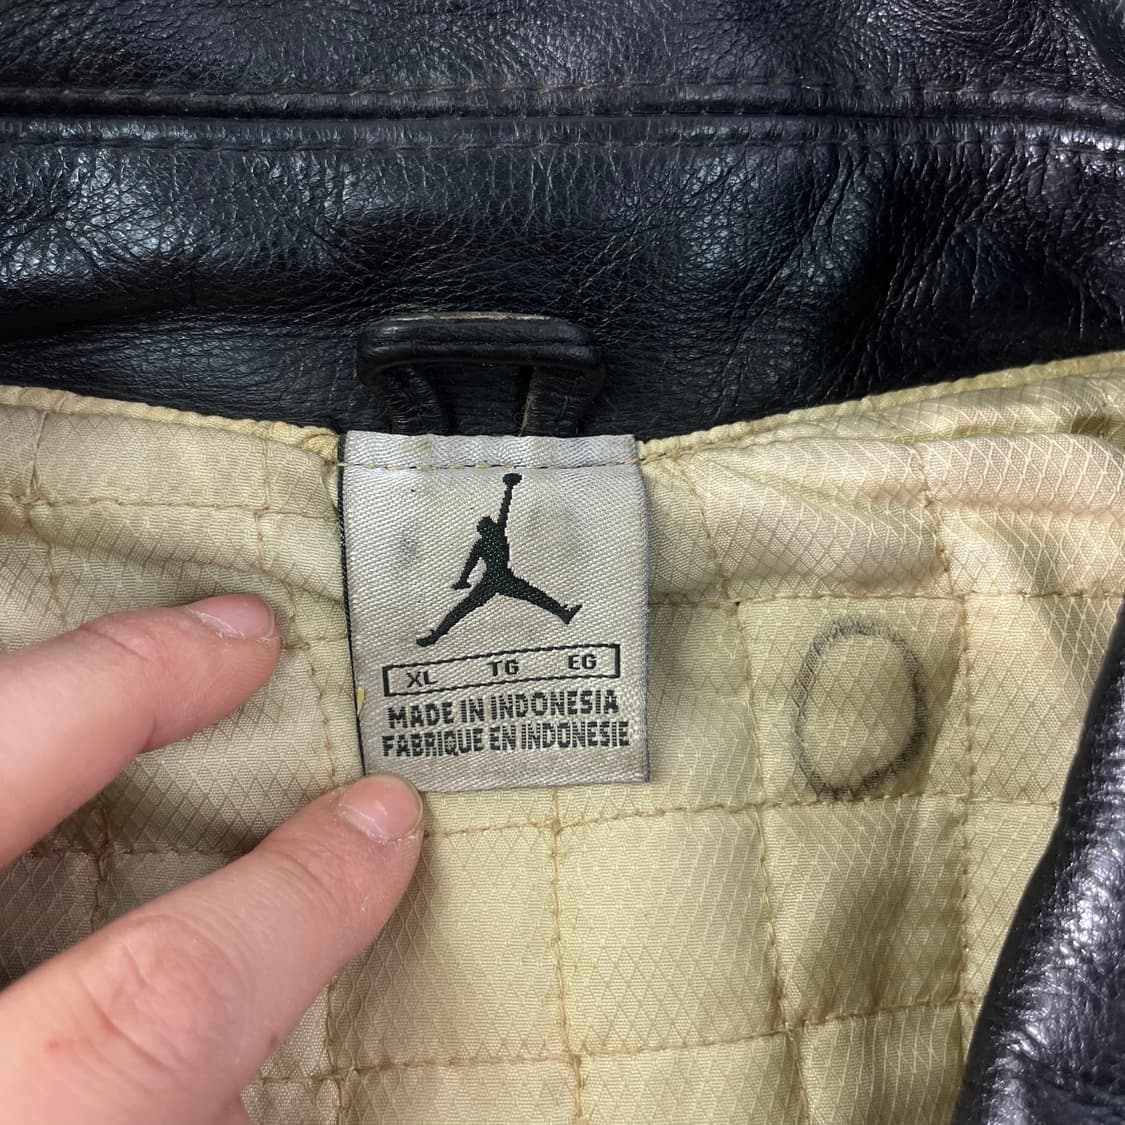 XL TG EG
MADE IN INDONESIA
FABRIQUE EN INDONESIE